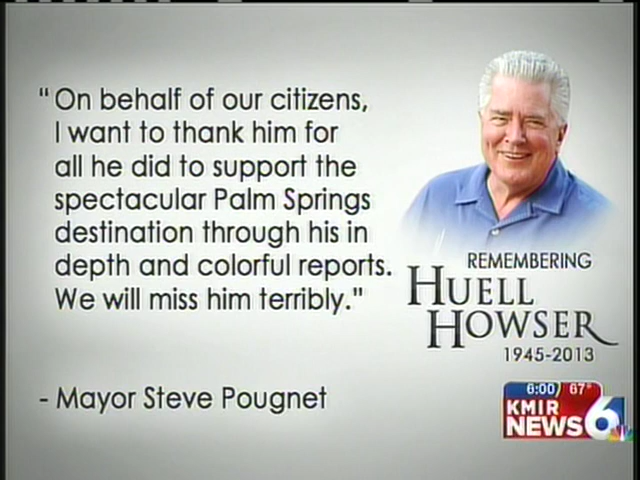 "On behalf of our citizens,
I want to thank him for
all he did to support the
spectacular Palm Springs
destination through his in
depth and colorful reports.
We will miss him terribly."
- Mayor Steve Pougnet
REMEMBERING
HUELL
HOWSER
1945-2013
6:00 67°
KMIR
NEWS 6